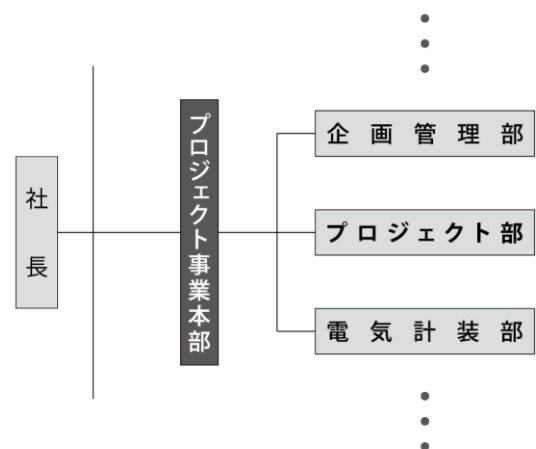 社長
プロジェクト事業本部
企画管理部
プロジェクト部
電気計装部